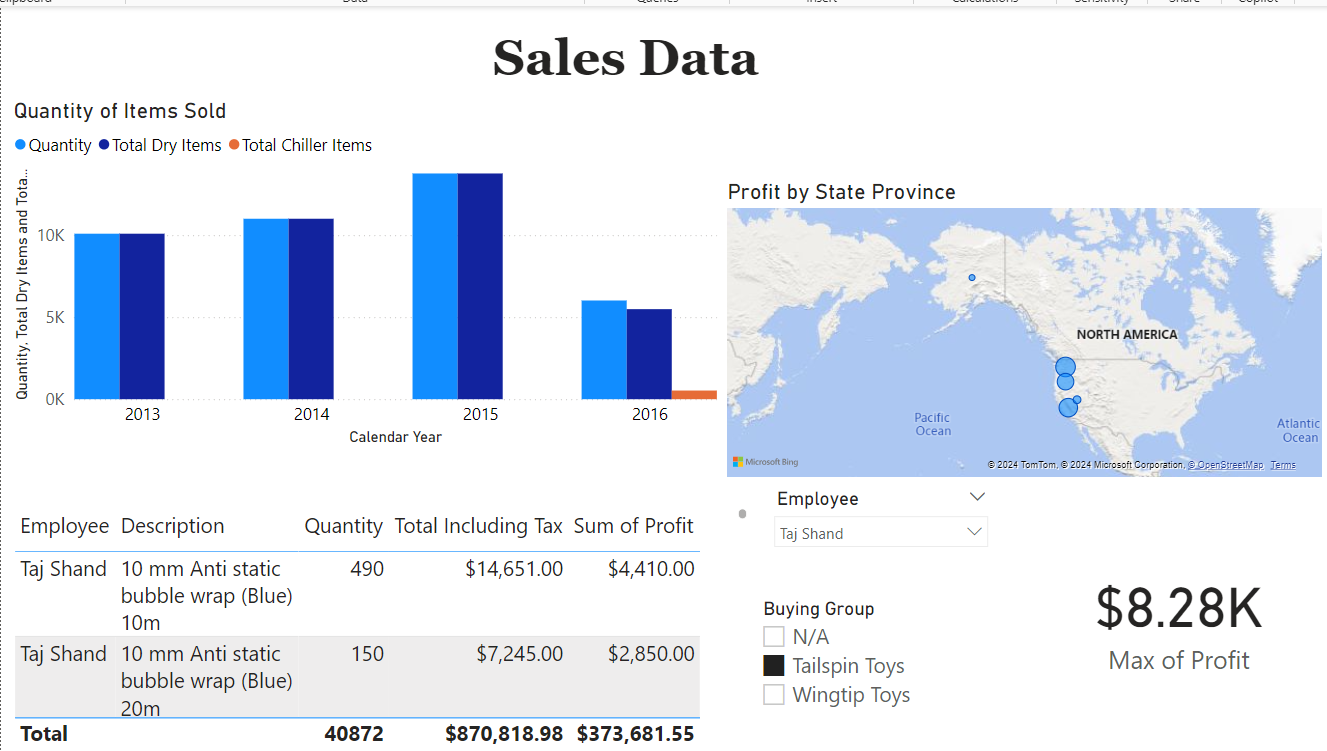 Sales Data
Quantity of Items Sold
Quantity Total Dry Items Total Chiller Items
Quantity, Total Dry Items and Tota...
10K
5K
0K
2013 2014 2015 2016
Calendar Year
Profit by State Province
NORTH AMERICA
Pacific
Ocean
Atlantic
Ocean
Microsoft Bing
© 2024 TomTom, © 2024 Microsoft Corporation, © OpenStreetMap Terms
Employee Description Quantity Total Including Tax Sum of Profit
Taj Shand 10 mm Anti static 490 $14,651.00 $4,410.00
bubble wrap (Blue)
10m
Taj Shand 10 mm Anti static 150 $7,245.00 $2,850.00
bubble wrap (Blue)
20m
Total 40872 $870,818.98 $373,681.55
Employee
Taj Shand
Buying Group
N/A
Tailspin Toys
Wingtip Toys
$8.28K
Max of Profit